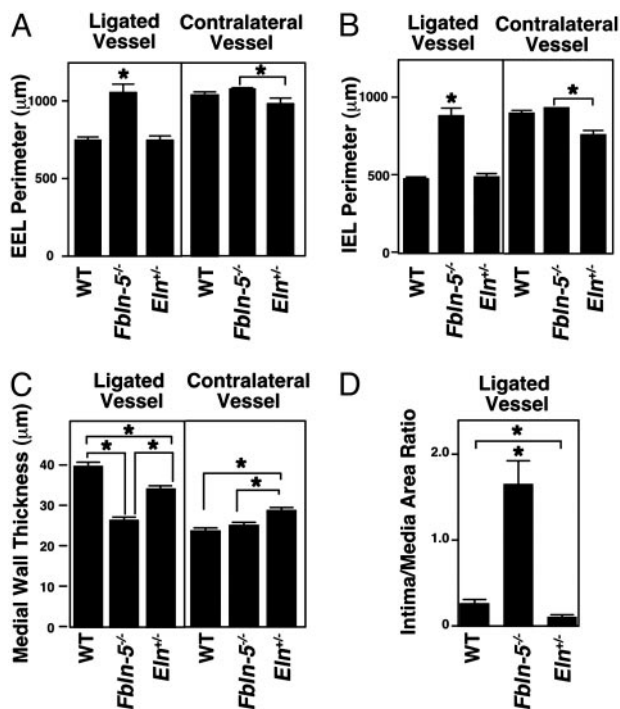 A
Ligated
Vessel
Contralateral
Vessel
EEL Perimeter (μm)
1000
500
0
*
*
WT
Fbln-5-/-
Eln+/-
WT
Fbln-5-/-
Eln+/-
B
Ligated
Vessel
Contralateral
Vessel
IEL Perimeter (μm)
1000
500
0
*
*
WT
Fbln-5-/-
Eln+/-
WT
Fbln-5-/-
Eln+/-
C
Ligated
Vessel
Contralateral
Vessel
Medial Wall Thickness (μm)
40
30
20
10
0
*
*
*
*
*
WT
Fbln-5-/-
Eln+/-
WT
Fbln-5-/-
Eln+/-
D
Ligated
Vessel
Intima/Media Area Ratio
2.0
1.0
0
*
*
WT
Fbln-5-/-
Eln+/-